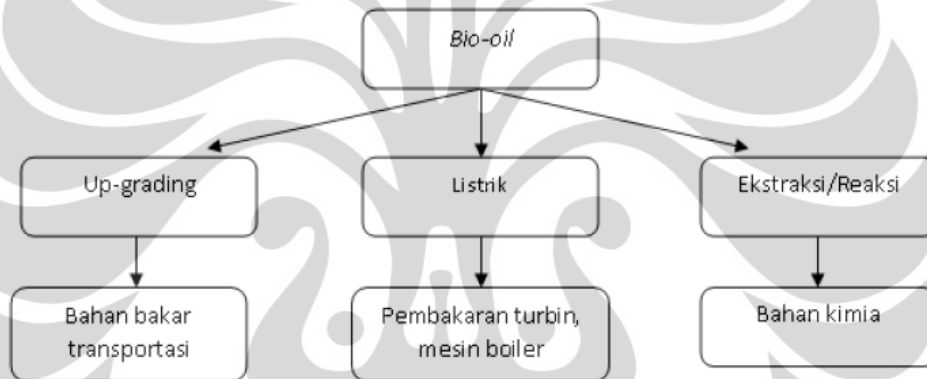 Bio-oil
Up-grading
Listrik
Ekstraksi/Reaksi
Bahan bakar
transportasi
Pembakaran turbin,
mesin boiler
Bahan kimia